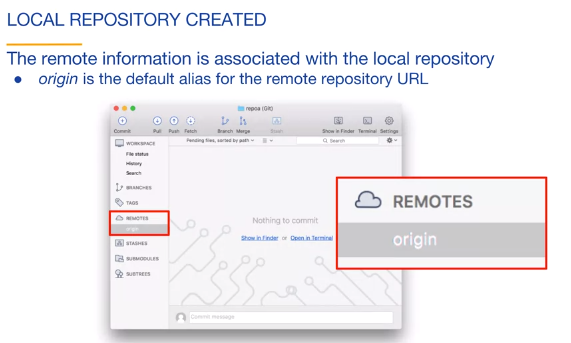 LOCAL REPOSITORY CREATED
The remote information is associated with the local repository
● origin is the default alias for the remote repository URL
repoa (Git)
Commit Pull Push Fetch Branch Merge Stash Show in Finder Terminal Settings
Pending files, sorted by path
Search
WORKSPACE
File status
History
Search
BRANCHES
TAGS
REMOTES
origin
STASHES
SUBMODULES
SUBTREES
Nothing to commit
Show in Finder or Open in Terminal
Commit message
REMOTES
origin